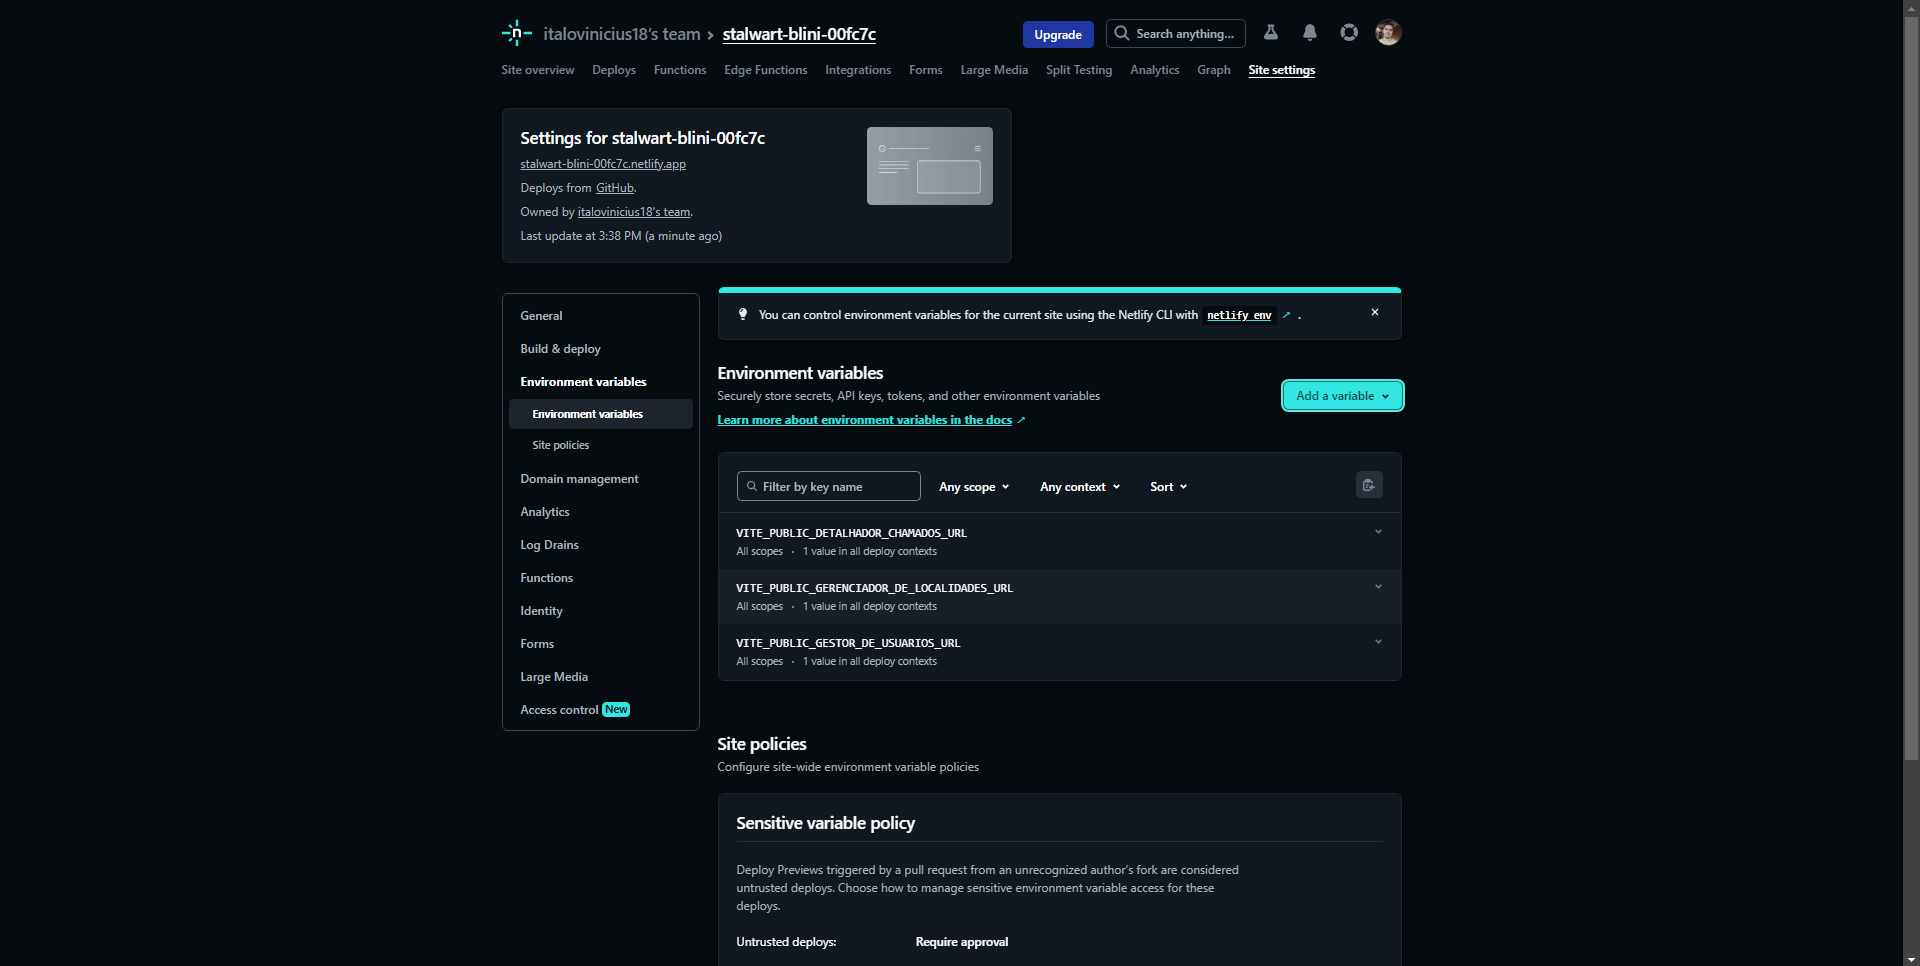 italovinicius18's team > stalwart-blini-00fc7c
Upgrade
Search anything...
Site overview
Deploys
Functions
Edge Functions
Integrations
Forms
Large Media
Split Testing
Analytics
Graph
Site settings
Settings for stalwart-blini-00fc7c
stalwart-blini-00fc7c.netlify.app
Deploys from GitHub.
Owned by italovinicius18's team.
Last update at 3:38 PM (a minute ago)
General
Build & deploy
Environment variables
Environment variables
Site policies
Domain management
Analytics
Log Drains
Functions
Identity
Forms
Large Media
Access control New
You can control environment variables for the current site using the Netlify CLI with netlify env .
Environment variables
Securely store secrets, API keys, tokens, and other environment variables
Learn more about environment variables in the docs
Add a variable
Filter by key name
Any scope
Any context
Sort
VITE_PUBLIC_DETALHADOR_CHAMADOS_URL
All scopes · 1 value in all deploy contexts
VITE_PUBLIC_GERENCIADOR_DE_LOCALIDADES_URL
All scopes · 1 value in all deploy contexts
VITE_PUBLIC_GESTOR_DE_USUARIOS_URL
All scopes · 1 value in all deploy contexts
Site policies
Configure site-wide environment variable policies
Sensitive variable policy
Deploy Previews triggered by a pull request from an unrecognized author's fork are considered
untrusted deploys. Choose how to manage sensitive environment variable access for these
deploys.
Untrusted deploys: Require approval